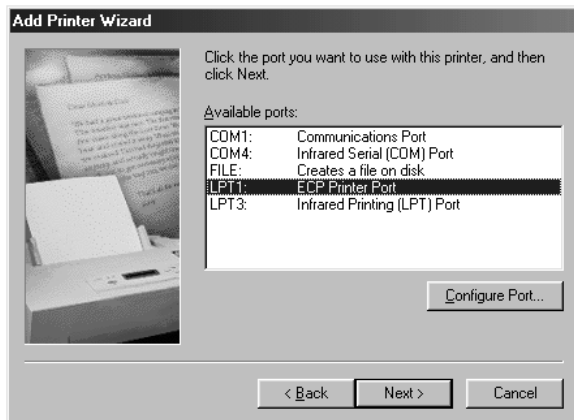 Add Printer Wizard
Click the port you want to use with this printer, and then
click Next.
Available ports:
COM1: Communications Port
COM4: Infrared Serial (COM) Port
FILE: Creates a file on disk
LPT1: ECP Printer Port
LPT3: Infrared Printing (LPT) Port
Configure Port...
< Back Next > Cancel